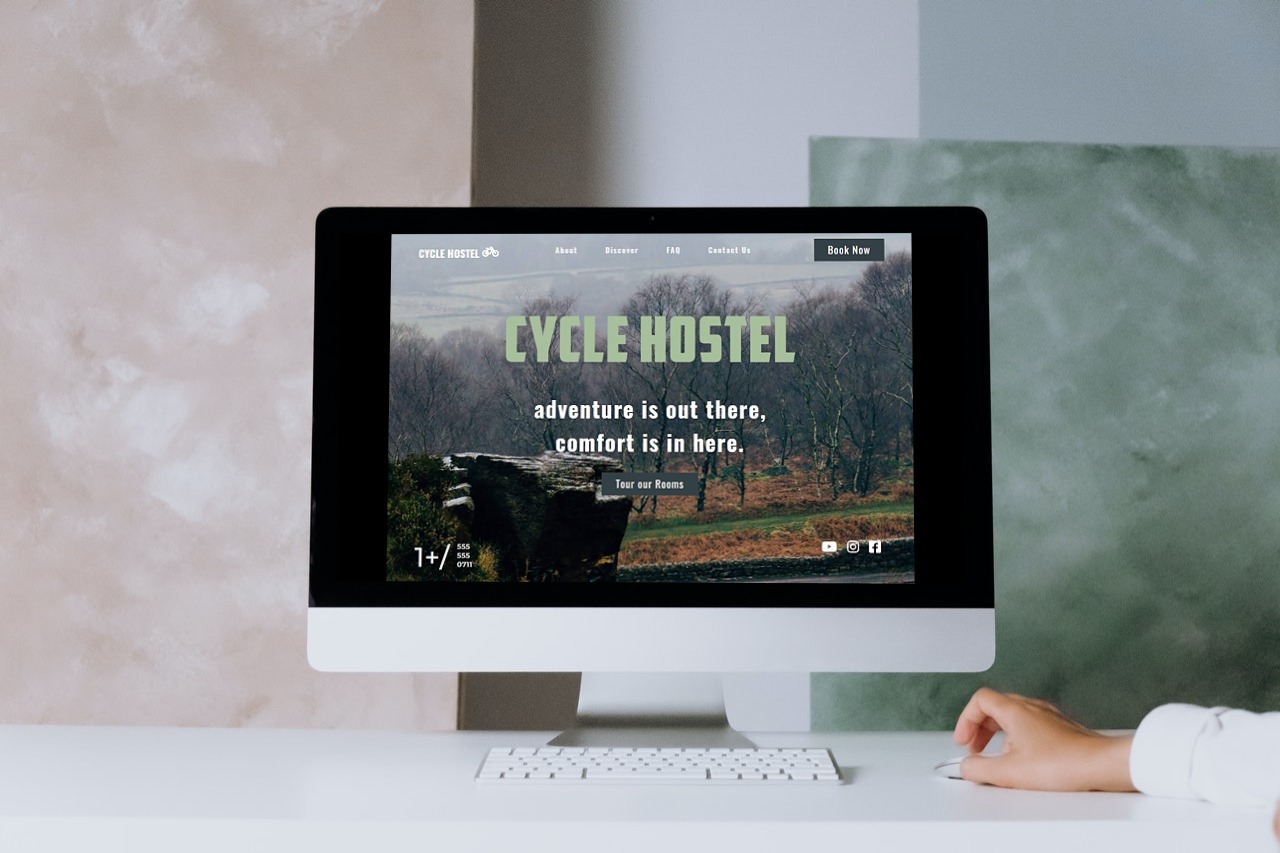 CYCLE HOSTEL
About
Discover
FAQ
Contact Us
Book Now
CYCLE HOSTEL
adventure is out there,
comfort is in here.
Tour our Rooms
1+/
555
555
0711